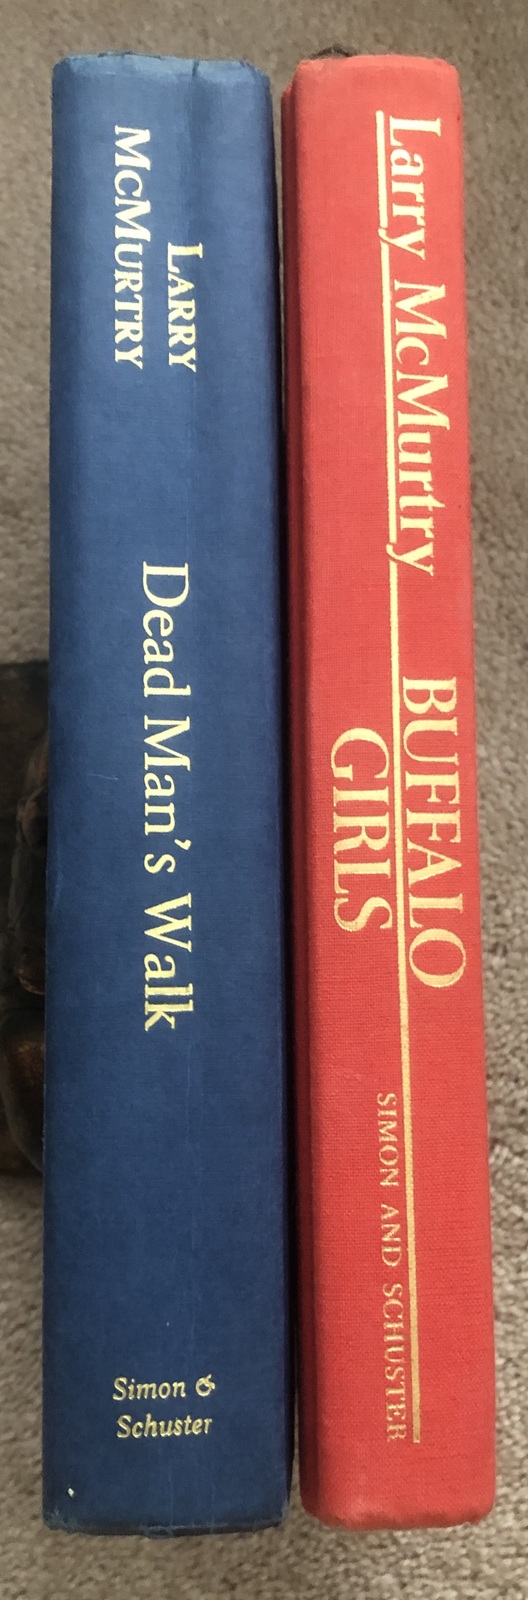 LARRY
MCMURTRY
Dead Man's Walk
Simon &
Schuster
Larry McMurtry
BUFFALO
GIRLS
SIMON AND SCHUSTER